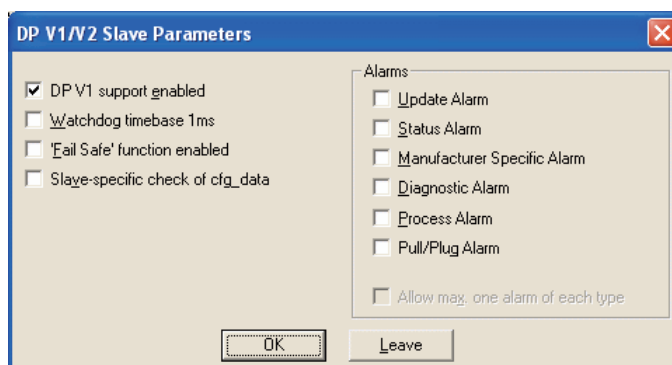 DP V1/V2 Slave Parameters
DP V1 support enabled
Watchdog timebase 1ms
'Fail Safe' function enabled
Slave-specific check of cfg_data
Alarms
Update Alarm
Status Alarm
Manufacturer Specific Alarm
Diagnostic Alarm
Process Alarm
Pull/Plug Alarm
Allow max. one alarm of each type
OK
Leave